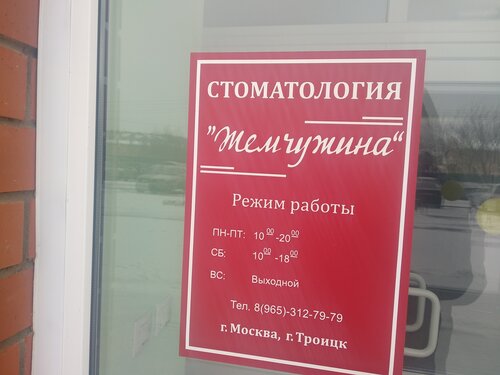 СТОМАТОЛОГИЯ
"Жемчужина"
Режим работы
ПН-ПТ: 10⁰⁰-20⁰⁰
СБ: 10⁰⁰-18⁰⁰
ВС: Выходной
Тел. 8(965)-312-79-79
г. Москва, г. Троицк